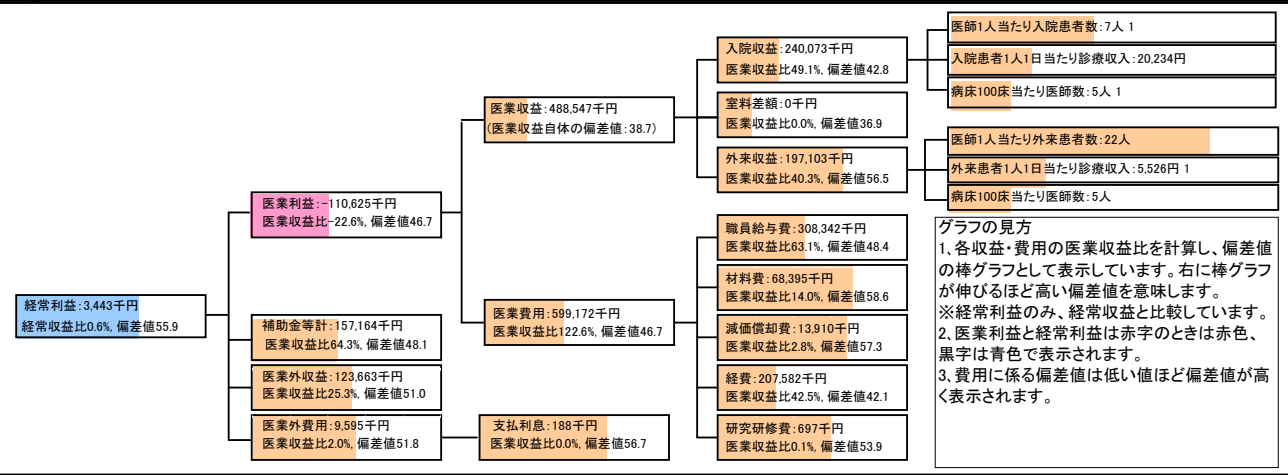 経常利益:3,443千円
経常収比0.6%, 偏差値55.9
医業利益:-110,625千円
医業収益比-22.6%, 偏差値46.7
補助金等計:157,164千円
医業収益比64.3%, 偏差値48.1
医業外収益:123,663千円
医業収益比25.3%, 偏差値51.0
医業外費用:9,595千円
医業収益比2.0%, 偏差値51.8
医業収益:488,547千円
(医業収益自体の偏差値:38.7)
医業費用:599,172千円
医業収益比122.6%, 偏差値46.7
支払利息:188千円
医業収益比0.0%, 偏差値56.7
入院収益:240,073千円
医業収益比49.1%, 偏差値42.8
室料差額:0千円
医業収益比0.0%, 偏差値36.9
外来収益:197,103千円
医業収益比40.3%, 偏差値56.5
職員給与費:308,342千円
医業収益比63.1%, 偏差値48.4
材料費:68,395千円
医業収益比14.0%, 偏差値58.6
減価償却費:13,910千円
医業収益比2.8%, 偏差値57.3
経費:207,582千円
医業収益比42.5%, 偏差値42.1
研究研修費:697千円
医業収益比0.1%, 偏差値53.9
医師1人当たり入院患者数:7人 1
入院患者1人1日当たり診療収入:20,234円
病床100床当たり医師数:5人 1
医師1人当たり外来患者数:22人
外来患者1人1日当たり診療収入:5,526円 1
病床100床当たり医師数:5人
グラフの見方
1、各収益・費用の医業収益比を計算し、偏差値
の棒グラフとして表示しています。右に棒グラフ
が伸びるほど高い偏差値を意味します。
※経常利益のみ、経常収益と比較しています。
2、医業利益と経常利益は赤字のときは赤色、
黒字は青色で表示されます。
3、費用に係る偏差値は低い値ほど偏差値が高
く表示されます。